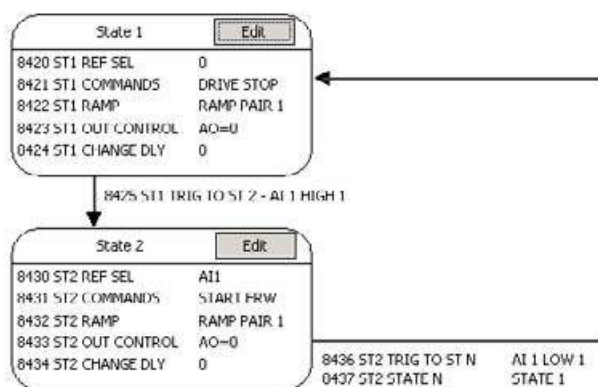 State 1 Edit
8420 ST1 REF SEL 0
8421 ST1 COMMANDS DRIVE STOP
8422 ST1 RAMP RAMP PAIR 1
8423 ST1 OUT CONTROL AO=0
8424 ST1 CHANGE DLY 0
8425 ST1 TRIG TO ST 2 - AI 1 HIGH 1
State 2 Edit
8430 ST2 REF SEL AI1
8431 ST2 COMMANDS START FRW
8432 ST2 RAMP RAMP PAIR 1
8433 ST2 OUT CONTROL AO=0
8434 ST2 CHANGE DLY 0
8436 ST2 TRIG TO ST N AI 1 LOW 1
8437 ST2 STATE N STATE 1